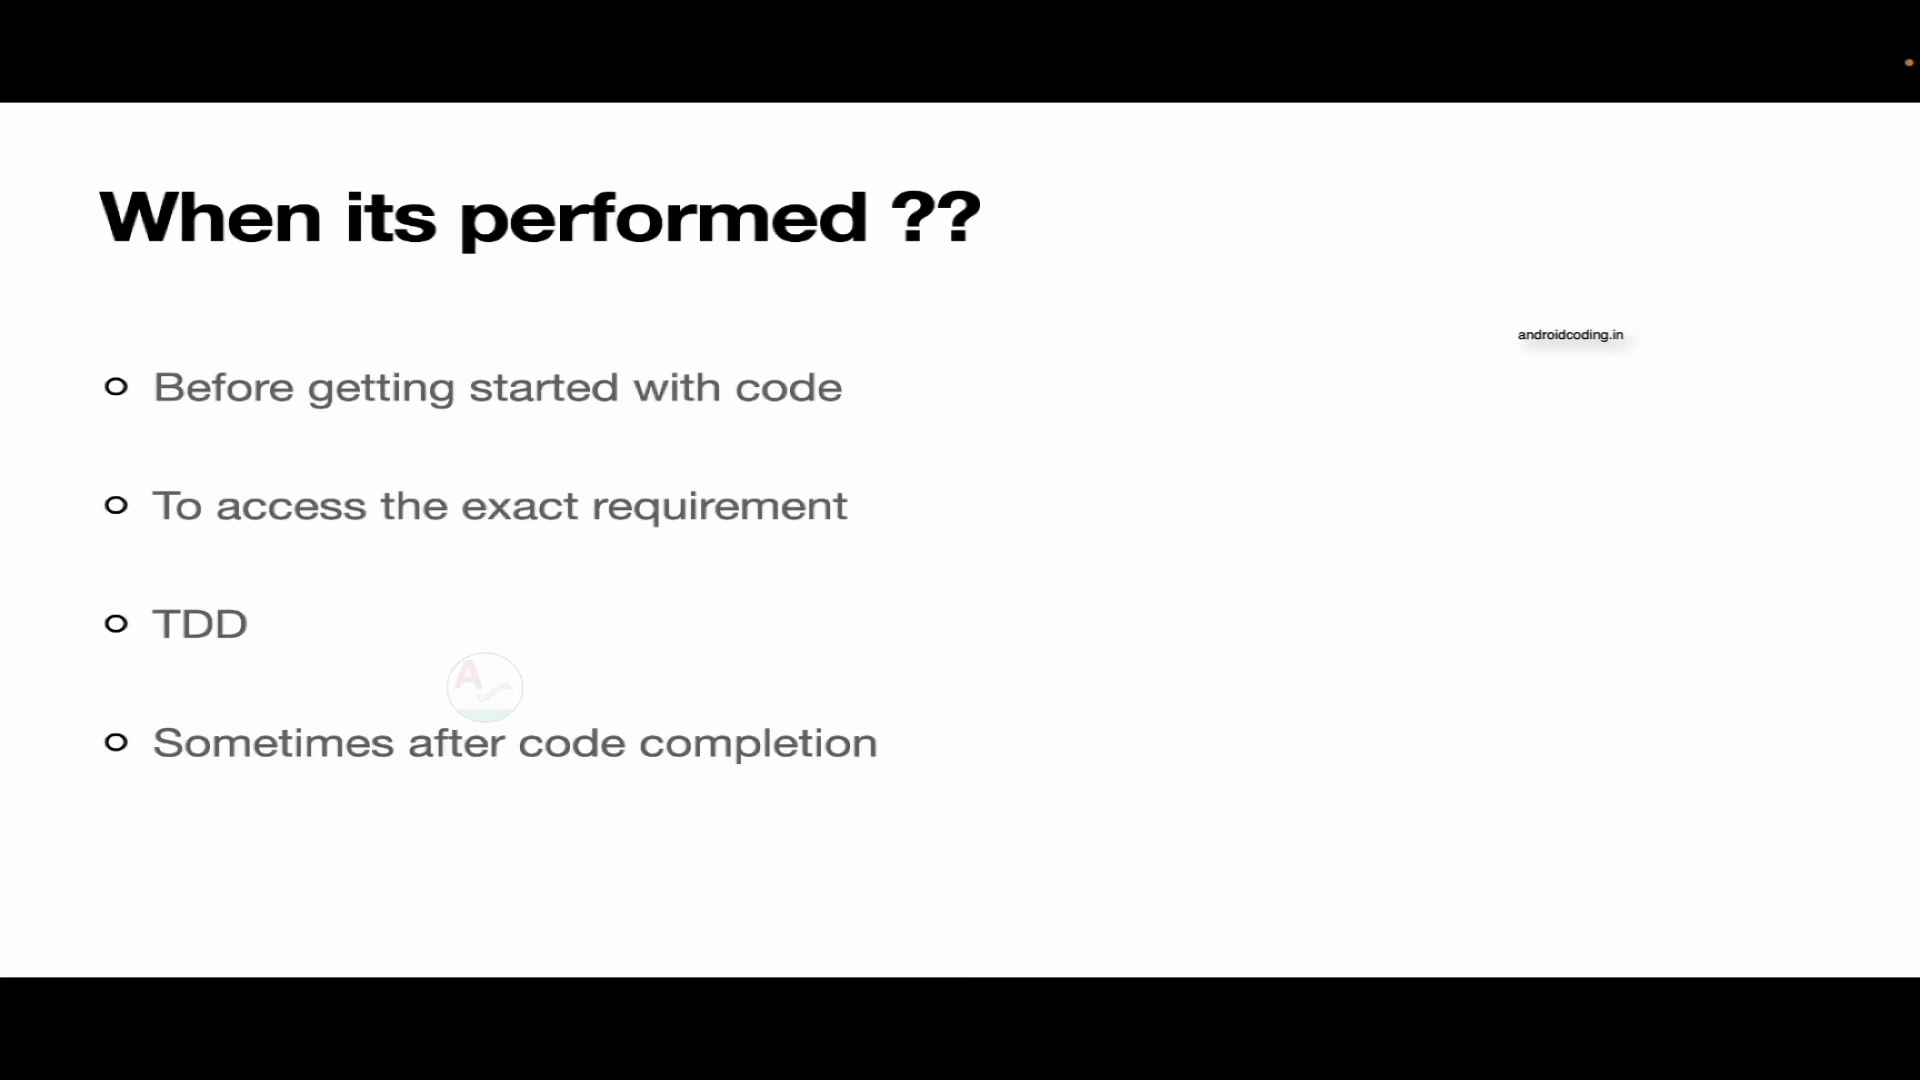 When its performed ??
androidcoding.in
Before getting started with code
To access the exact requirement
TDD
A
Coding
Sometimes after code completion